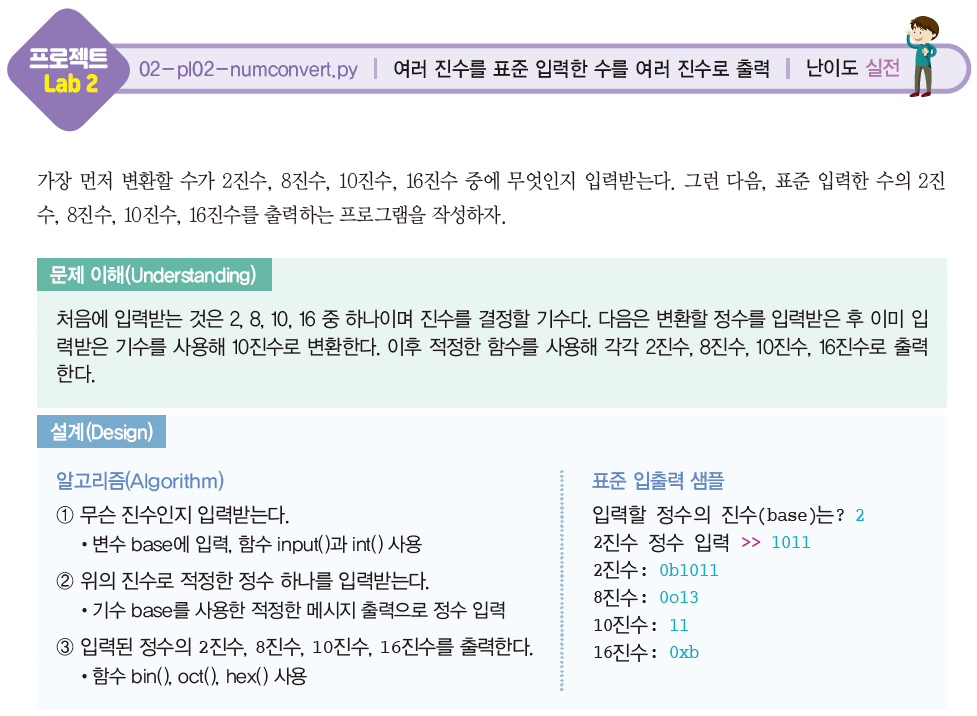 프로젝트
Lab 2
02-pl02-numconvert.py | 여러 진수를 표준 입력한 수를 여러 진수로 출력 | 난이도 실전
가장 먼저 변환할 수가 2진수, 8진수, 10진수, 16진수 중에 무엇인지 입력받는다. 그런 다음, 표준 입력한 수의 2진
수, 8진수, 10진수, 16진수를 출력하는 프로그램을 작성하자.
문제 이해(Understanding)
처음에 입력받는 것은 2, 8, 10, 16 중 하나이며 진수를 결정할 기수다. 다음은 변환할 정수를 입력받은 후 이미 입
력받은 기수를 사용해 10진수로 변환한다. 이후 적정한 함수를 사용해 각각 2진수, 8진수, 10진수, 16진수로 출력
한다.
설계(Design)
알고리즘(Algorithm)
① 무슨 진수인지 입력받는다.
• 변수 base에 입력, 함수 input()과 int() 사용
② 위의 진수로 적정한 정수 하나를 입력받는다.
• 기수 base를 사용한 적정한 메시지 출력으로 정수 입력
③ 입력된 정수의 2진수, 8진수, 10진수, 16진수를 출력한다.
• 함수 bin(), oct(), hex() 사용
표준 입출력 샘플
입력할 정수의 진수(base)는? 2
2진수 정수 입력 >> 1011
2진수: 0b1011
8진수: 0o13
10진수: 11
16진수: 0xb